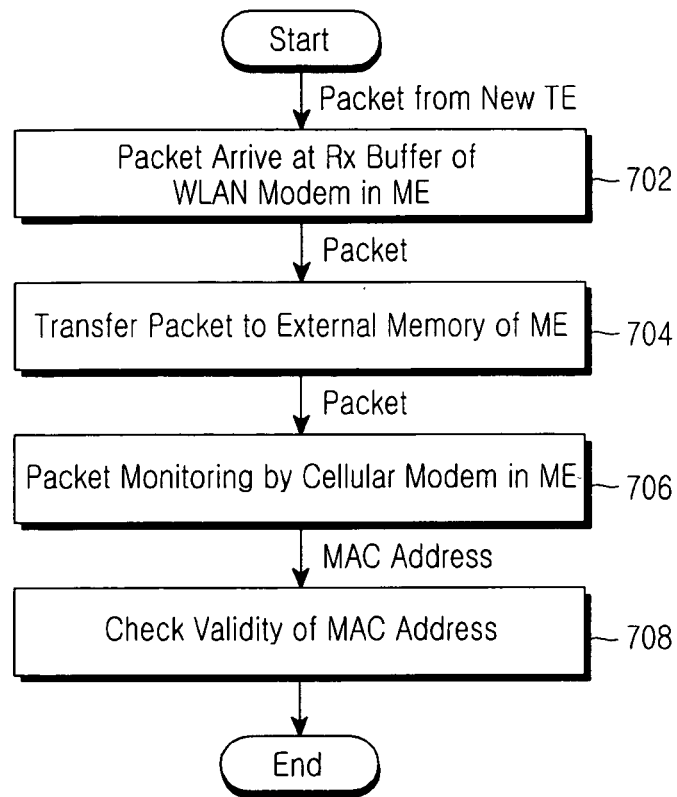 Start
Packet from New TE
Packet Arrive at Rx Buffer of
WLAN Modem in ME
702
Packet
Transfer Packet to External Memory of ME
704
Packet
Packet Monitoring by Cellular Modem in ME
706
MAC Address
Check Validity of MAC Address
708
End